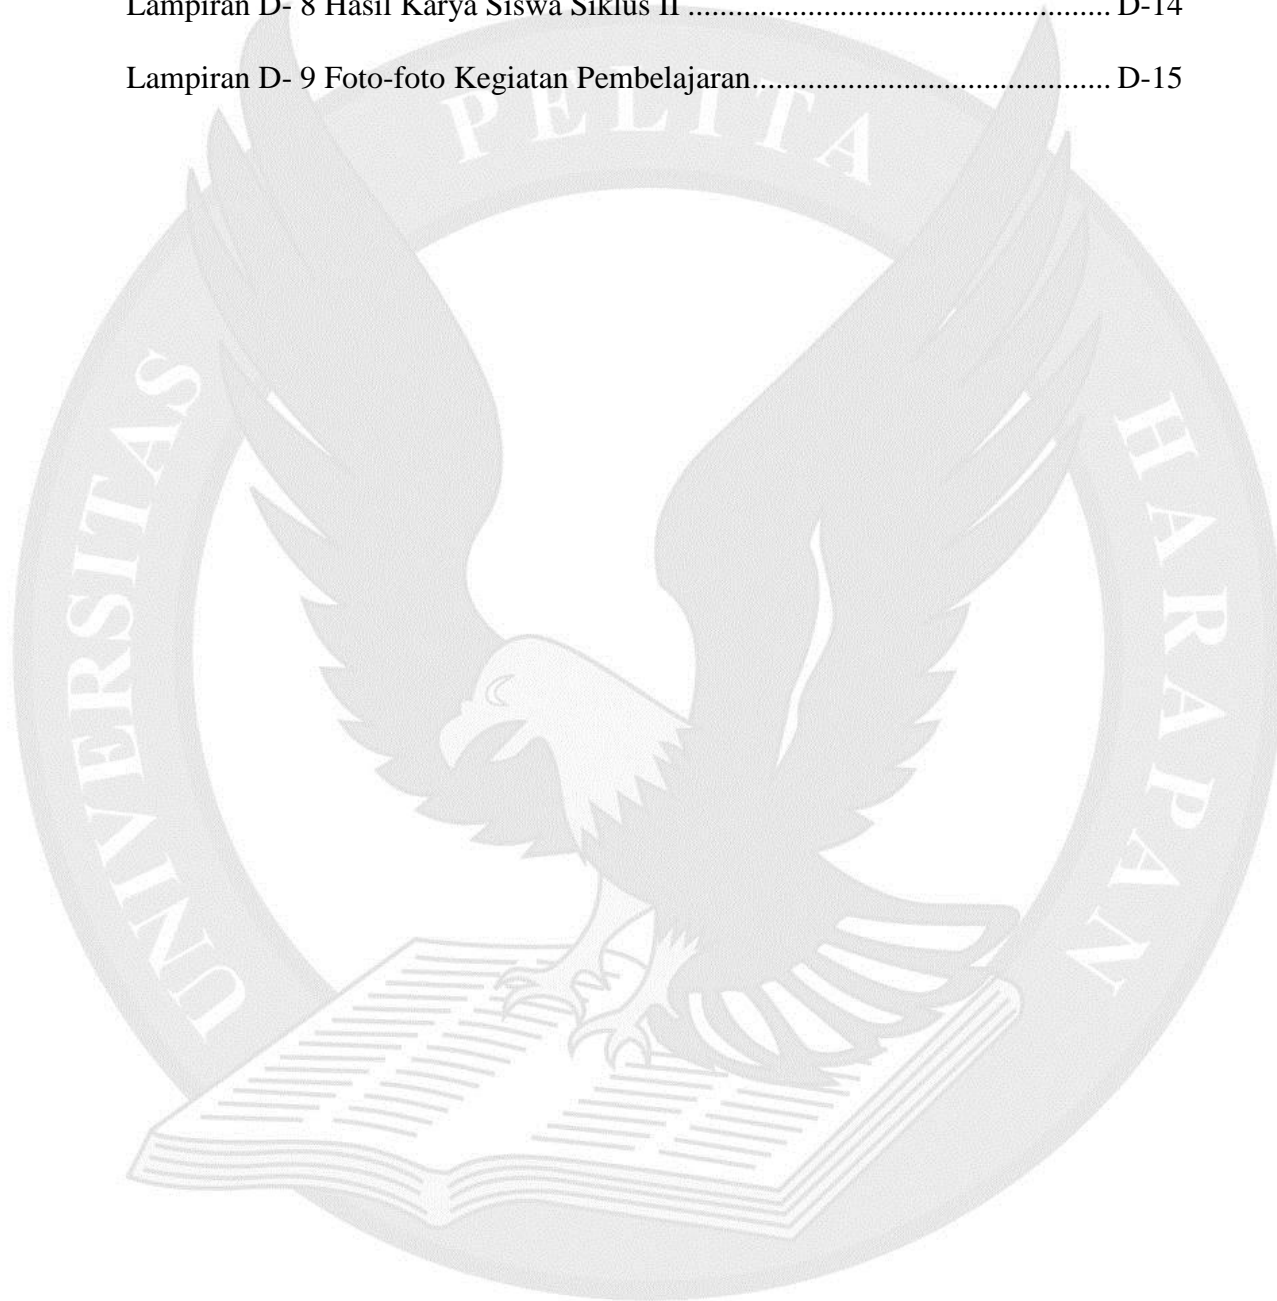 Lampiran D- 8 Hasil Karya Siswa Siklus II .................................................... D-14
Lampiran D- 9 Foto-foto Kegiatan Pembelajaran............................................ D-15
UNIVERSITAS PELITA HARAPAN